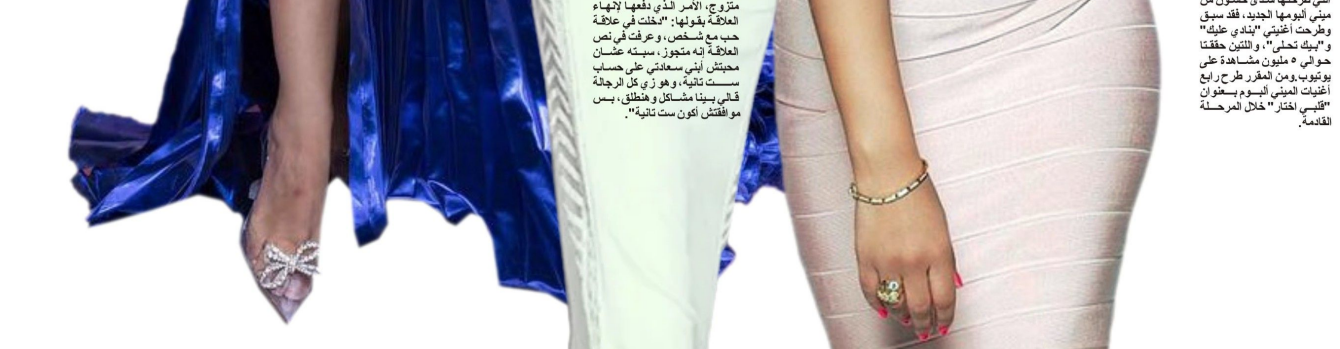 ميني ألبومها الجديد، فقد سبق
وطرحت أغنيتي "بنادي عليك"
و"بيك تحلى"، واللتين حققتا
حوالي ٥ مليون مشاهدة على
يوتيوب.ومن المقرر طرح رابع
أغنيات الميني ألبوم بعنوان
"قلبي اختار" خلال المرحلة
القادمة.
متزوج، الأمر الذي دفعها لإنهاء
العلاقة بقولها: "دخلت في علاقة
حب مع شخص، وعرفت في نص
العلاقة إنه متجوز، سبته عشان
محبتش أبني سعادتي على حساب
ست تانية، وهو زي كل الرجالة
قالي بينا مشاكل وهنطلق، بس
موافقتش أكون ست تانية".